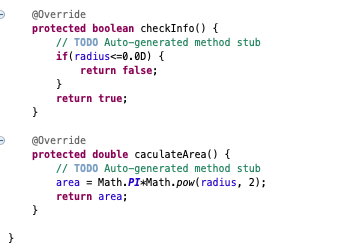 @Override
protected boolean checkInfo() {
// TODO Auto-generated method stub
if(radius<=0.0D) {
return false;
}
return true;
}
@Override
protected double caculateArea() {
// TODO Auto-generated method stub
area = Math.PI*Math.pow(radius, 2);
return area;
}
}